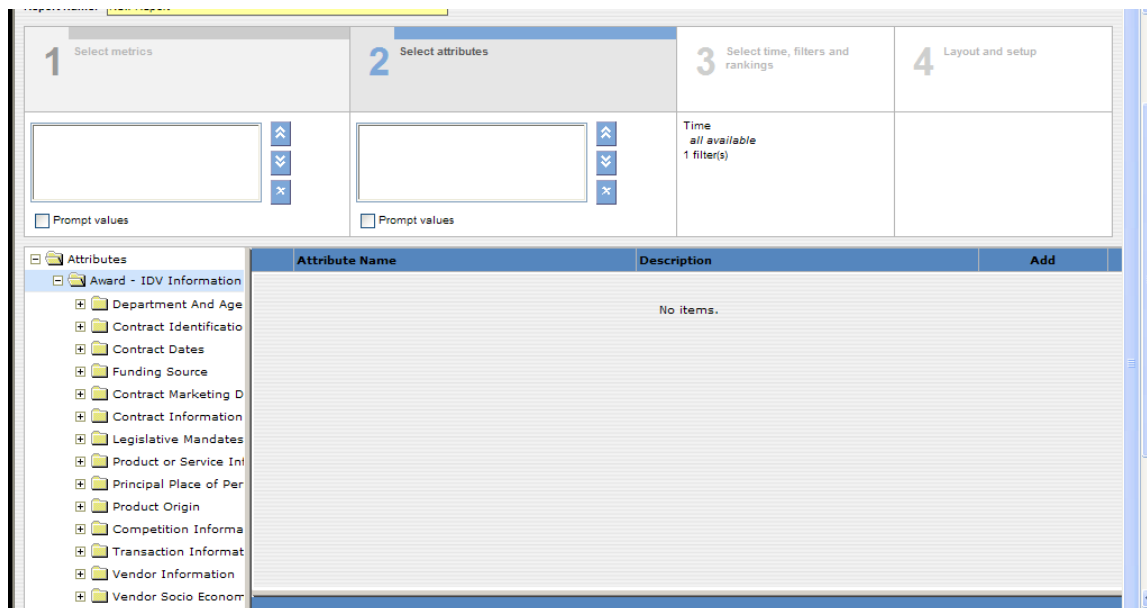 1 Select metrics
2 Select attributes
3 Select time, filters and
rankings
4 Layout and setup
Time
all available
1 filter(s)
Prompt values
Prompt values
Attributes
Attribute Name Description Add
Award - IDV Information
No items.
Department And Age
Contract Identificatio
Contract Dates
Funding Source
Contract Marketing D
Contract Information
Legislative Mandates
Product or Service Int
Principal Place of Per
Product Origin
Competition Informa
Transaction Informat
Vendor Information
Vendor Socio Econom